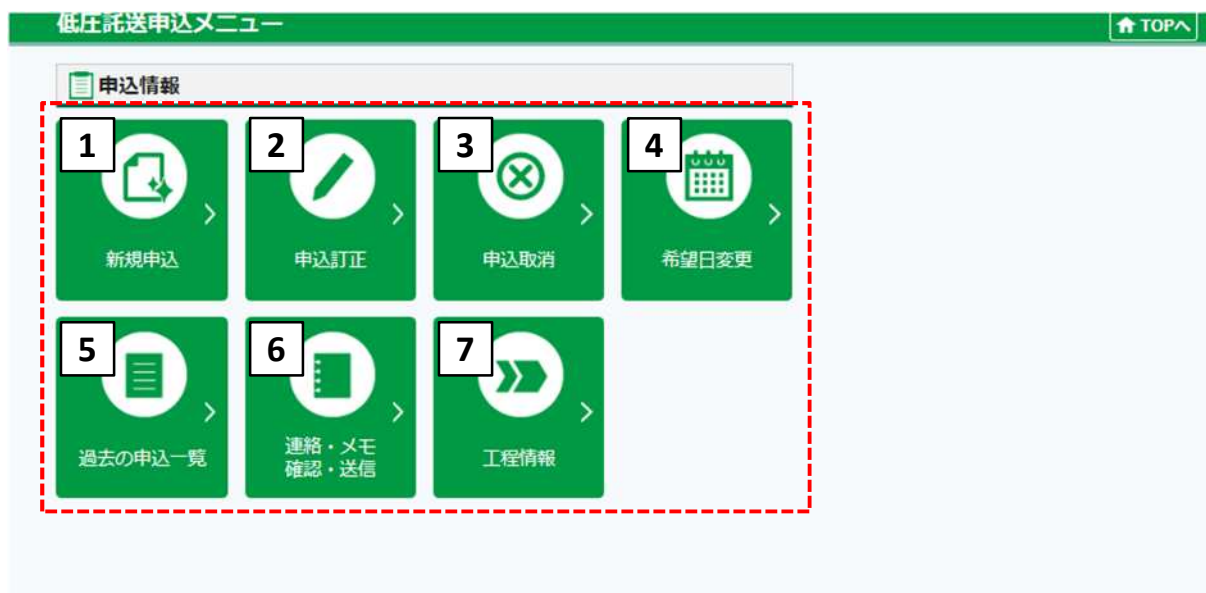 低圧託送申込メニュー
TOPへ
申込情報
1
2
3
4
新規申込
申込訂正
申込取消
希望日変更
5
6
7
過去の申込一覧
連絡・メモ
確認・送信
工程情報